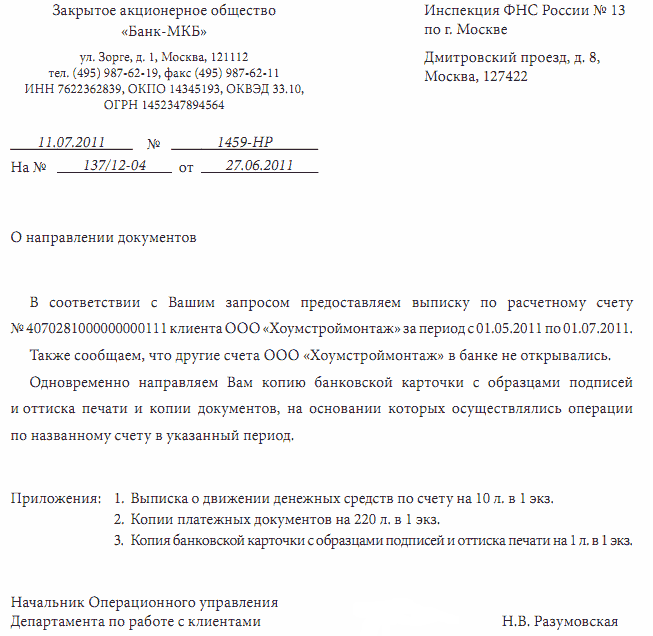 Закрытое акционерное общество
«Банк-МКБ»
ул. Зорге, д. 1, Москва, 121112
тел. (495) 987-62-19, факс (495) 987-62-11
ИНН 7622362839, ОКПО 14345193, ОКВЭД 33.10,
ОГРН 1452347894564
Инспекция ФНС России № 13
по г. Москве
Дмитровский проезд, д. 8,
Москва, 127422
11.07.2011 № 1459-НР
На № 137/12-04 от 27.06.2011
О направлении документов
В соответствии с Вашим запросом предоставляем выписку по расчетному счету
№ 4070281000000000111 клиента ООО «Хоумстроймонтаж» за период с 01.05.2011 по 01.07.2011.
Также сообщаем, что другие счета ООО «Хоумстроймонтаж» в банке не открывались.
Одновременно направляем Вам копию банковской карточки с образцами подписей
и оттиска печати и копии документов, на основании которых осуществлялись операции
по названному счету в указанный период.
Приложения: 1. Выписка о движении денежных средств по счету на 10 л. в 1 экз.
2. Копии платежных документов на 220 л. в 1 экз.
3. Копия банковской карточки с образцами подписей и оттиска печати на 1 л. в 1 экз.
Начальник Операционного управления
Департамента по работе с клиентами Н.В. Разумовская